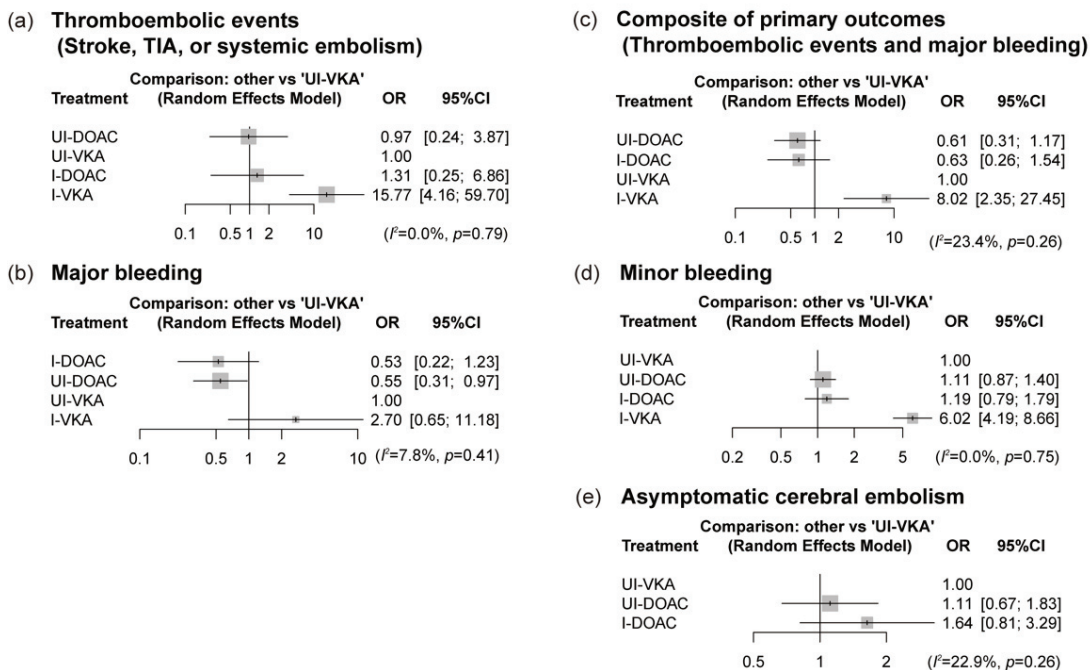 (a) Thromboembolic events
(Stroke, TIA, or systemic embolism)
Comparison: other vs 'UI-VKA'
Treatment (Random Effects Model) OR 95%CI
UI-DOAC 0.97 [0.24; 3.87]
UI-VKA 1.00
I-DOAC 1.31 [0.25; 6.86]
I-VKA 15.77 [4.16; 59.70]
0.1 0.5 1 2 10
(I²=0.0%, p=0.79)
(b) Major bleeding
Comparison: other vs 'UI-VKA'
Treatment (Random Effects Model) OR 95%CI
I-DOAC 0.53 [0.22; 1.23]
UI-DOAC 0.55 [0.31; 0.97]
UI-VKA 1.00
I-VKA 2.70 [0.65; 11.18]
0.1 0.5 1 2 10
(I²=7.8%, p=0.41)
(c) Composite of primary outcomes
(Thromboembolic events and major bleeding)
Comparison: other vs 'UI-VKA'
Treatment (Random Effects Model) OR 95%CI
UI-DOAC 0.61 [0.31; 1.17]
I-DOAC 0.63 [0.26; 1.54]
UI-VKA 1.00
I-VKA 8.02 [2.35; 27.45]
0.1 0.5 1 2 10
(I²=23.4%, p=0.26)
(d) Minor bleeding
Comparison: other vs 'UI-VKA'
Treatment (Random Effects Model) OR 95%CI
UI-VKA 1.00
UI-DOAC 1.11 [0.87; 1.40]
I-DOAC 1.19 [0.79; 1.79]
I-VKA 6.02 [4.19; 8.66]
0.2 0.5 1 2 5
(I²=0.0%, p=0.75)
(e) Asymptomatic cerebral embolism
Comparison: other vs 'UI-VKA'
Treatment (Random Effects Model) OR 95%CI
UI-VKA 1.00
UI-DOAC 1.11 [0.67; 1.83]
I-DOAC 1.64 [0.81; 3.29]
0.5 1 2
(I²=22.9%, p=0.26)